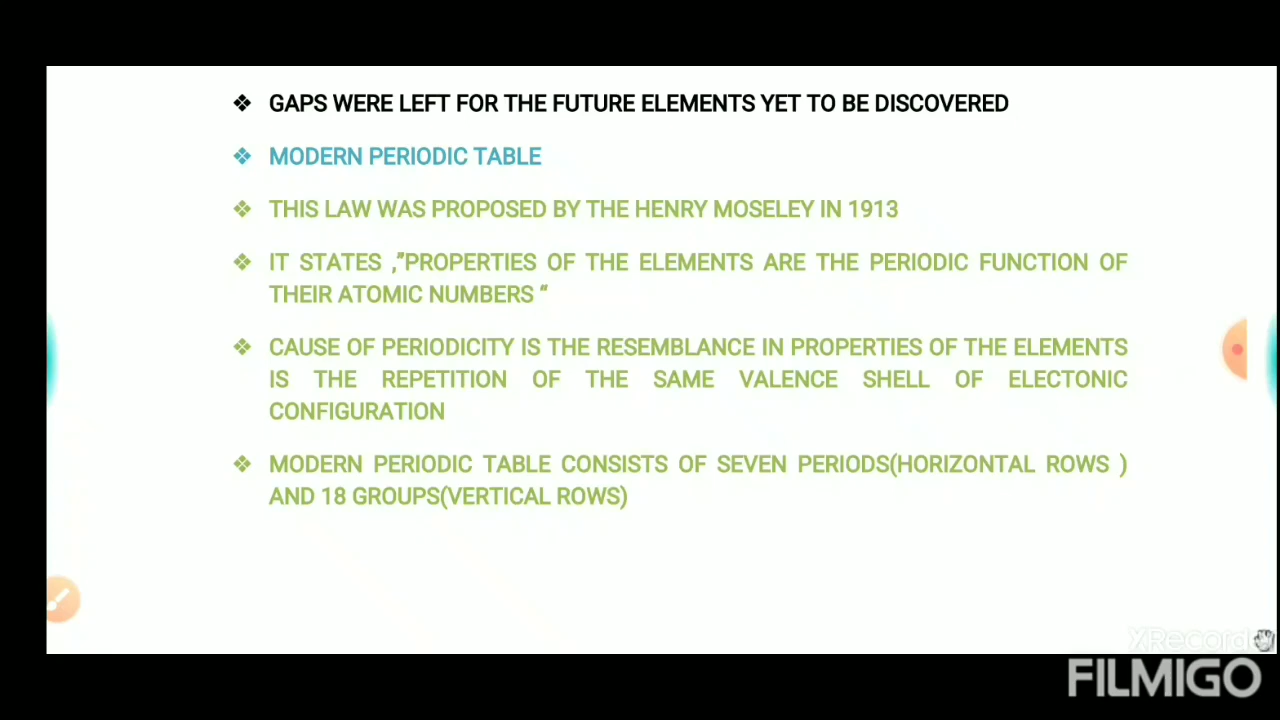 ❖ GAPS WERE LEFT FOR THE FUTURE ELEMENTS YET TO BE DISCOVERED
❖ MODERN PERIODIC TABLE
❖ THIS LAW WAS PROPOSED BY THE HENRY MOSELEY IN 1913
❖ IT STATES ,”PROPERTIES OF THE ELEMENTS ARE THE PERIODIC FUNCTION OF
THEIR ATOMIC NUMBERS “
❖ CAUSE OF PERIODICITY IS THE RESEMBLANCE IN PROPERTIES OF THE ELEMENTS
IS THE REPETITION OF THE SAME VALENCE SHELL OF ELECTONIC
CONFIGURATION
❖ MODERN PERIODIC TABLE CONSISTS OF SEVEN PERIODS(HORIZONTAL ROWS )
AND 18 GROUPS(VERTICAL ROWS)
FILMIGO